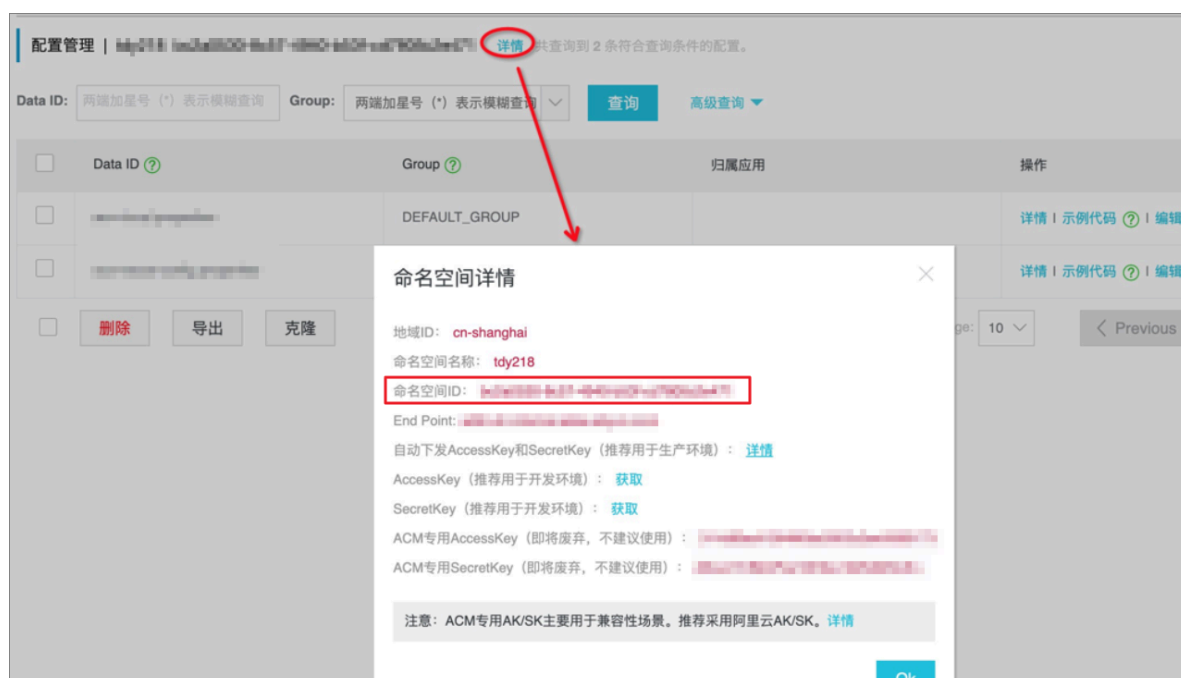 配置管理 | 详情 共查询到 2 条符合查询条件的配置。
Data ID: 两端加星号（*）表示模糊查询 Group: 两端加星号（*）表示模糊查询 查询 高级查询
Data ID ? Group ? 归属应用 操作
DEFAULT_GROUP 详情 | 示例代码 ? | 编辑
详情 | 示例代码 ? | 编辑
删除 导出 克隆 10 < Previous
命名空间详情
地域ID： cn-shanghai
命名空间名称： tdy218
命名空间ID：
End Point:
自动下发AccessKey和SecretKey（推荐用于生产环境）： 详情
AccessKey（推荐用于开发环境）： 获取
SecretKey（推荐用于开发环境）： 获取
ACM专用AccessKey（即将废弃，不建议使用）：
ACM专用SecretKey（即将废弃，不建议使用）：
注意：ACM专用AK/SK主要用于兼容性场景。推荐采用阿里云AK/SK。详情
Ok